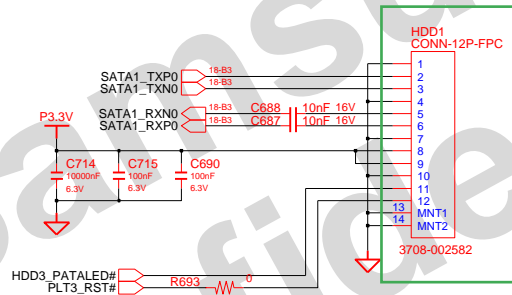 HDD1
CONN-12P-FPC
SATA1_TXP0 18-B3 1
SATA1_TXN0 18-B3 2
3
4
SATA1_RXN0 18-B3 C688 10nF 16V 5
SATA1_RXP0 18-B3 C687 10nF 16V 6
P3.3V 7
8
9
C714 C715 C690 10
10000nF 100nF 100nF 11
6.3V 6.3V 6.3V 12
13 MNT1
14 MNT2
3708-002582
HDD3_PATALED#
PLT3_RST# R693 0